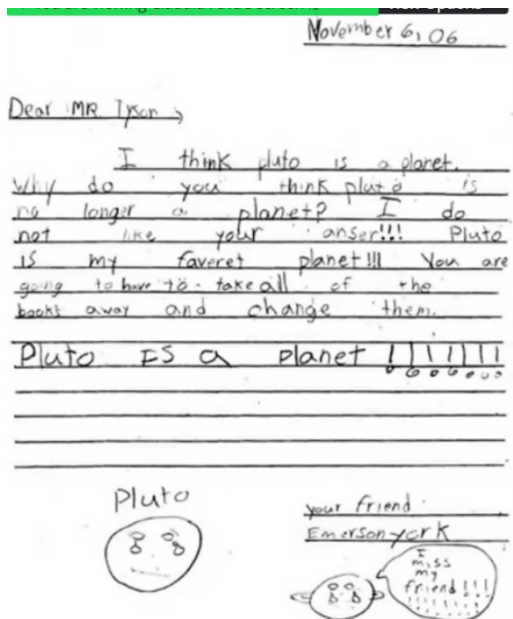 November 6, 06
Dear MR. Tyson,
I think pluto is a planet.
Why do you think pluto is
no longer a planet? I do
not like your anser!!! Pluto
is my faveret planet!!! You are
going to have to take all of the
books away and change them.
Pluto IS a planet !!!!!!!
Pluto
your friend
Emerson york
I
miss
my
friend !!!
!!!!!!!